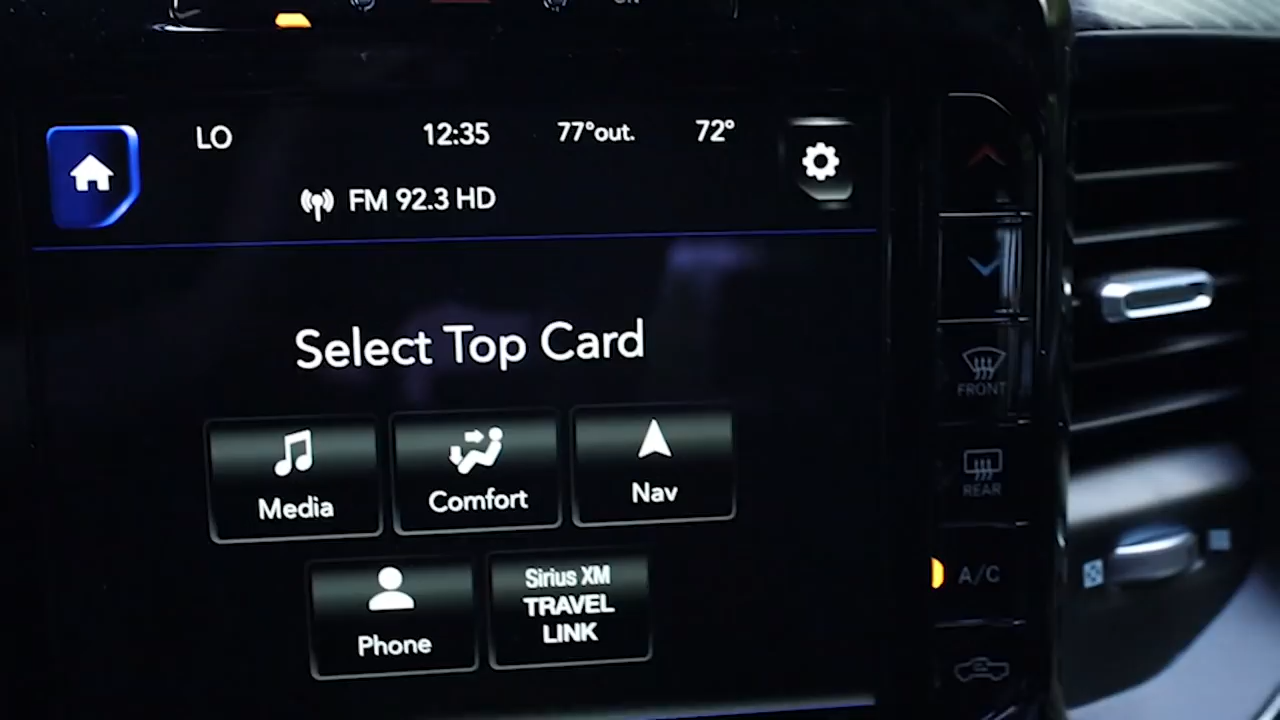 LO
12:35
77°out.
72°
FM 92.3 HD
Select Top Card
Media
Comfort
Nav
Phone
Sirius XM
TRAVEL
LINK
FRONT
REAR
A/C